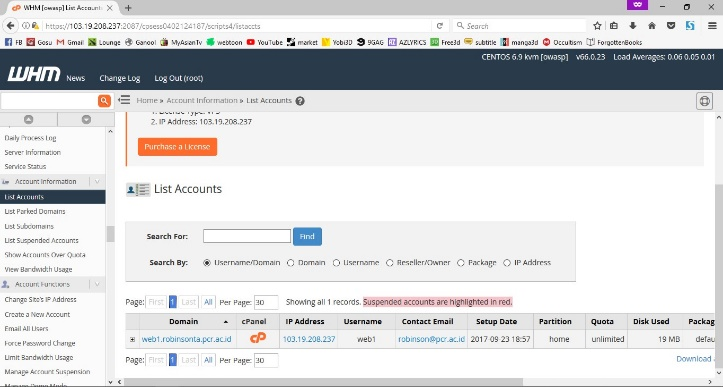 WHM [owasp] List Accounts
https://103.19.208.237:2087/cpsess0402124187/scripts4/listaccts
Search
FB Gosu Gmail Lounge Ganool MyAsianTv webtoon YouTube market Yobi3D 9GAG AZLYRICS Free3d subtitle manga3d Occultism ForgottenBooks
CENTOS 6.9 kvm [owasp] v66.0.23 Load Averages: 0.06 0.05 0.01
WHM News Change Log Log Out (root)
Home » Account Information » List Accounts
Daily Process Log
Server Information
Service Status
Account Information
List Accounts
List Parked Domains
List Subdomains
List Suspended Accounts
Show Accounts Over Quota
View Bandwidth Usage
Account Functions
Change Site's IP Address
Create a New Account
Email All Users
Force Password Change
Limit Bandwidth Usage
Manage Account Suspension
2. IP Address: 103.19.208.237
Purchase a License
List Accounts
Search For: Find
Search By: Username/Domain Domain Username Reseller/Owner Package IP Address
Page: First 1 Last All Per Page: 30 Showing all 1 records. Suspended accounts are highlighted in red.
Domain cPanel IP Address Username Contact Email Setup Date Partition Quota Disk Used Packag
web1.robinsonta.pcr.ac.id cP 103.19.208.237 web1 robinson@pcr.ac.id 2017 09 23 18:57 home unlimited 19 MB defau
Page: First 1 Last All Per Page: 30 Download